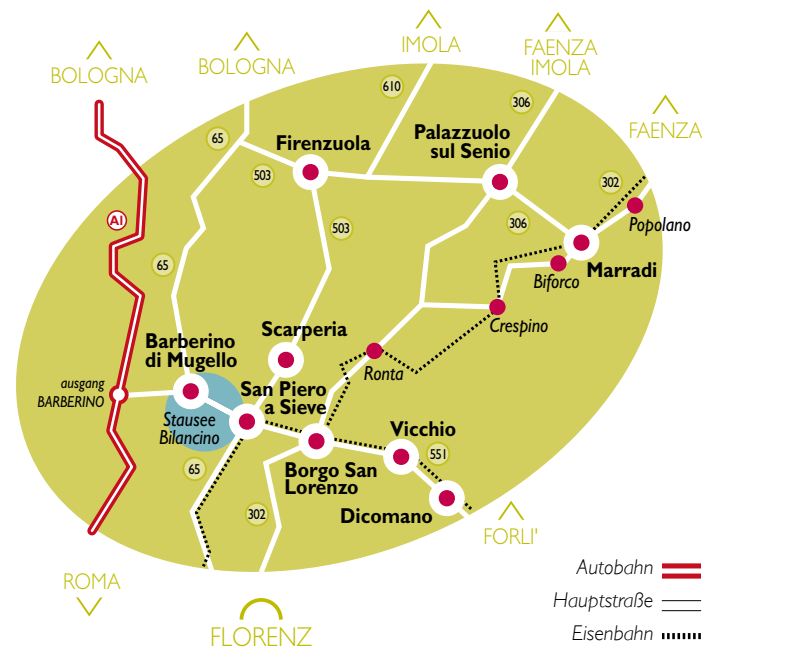 IMOLA
FAENZA
IMOLA
BOLOGNA
BOLOGNA
FAENZA
610
306
65
Firenzuola
Palazzuolo
sul Senio
503
302
AI
503
306
Popolano
65
Marradi
Biforco
Crespino
Scarperia
Barberino
di Mugello
Ronta
ausgang
BARBERINO
San Piero
a Sieve
Stausee
Bilancino
Vicchio
551
65
Borgo San
Lorenzo
302
Dicomano
FORLI'
ROMA
FLORENZ
Autobahn
Hauptstraße
Eisenbahn